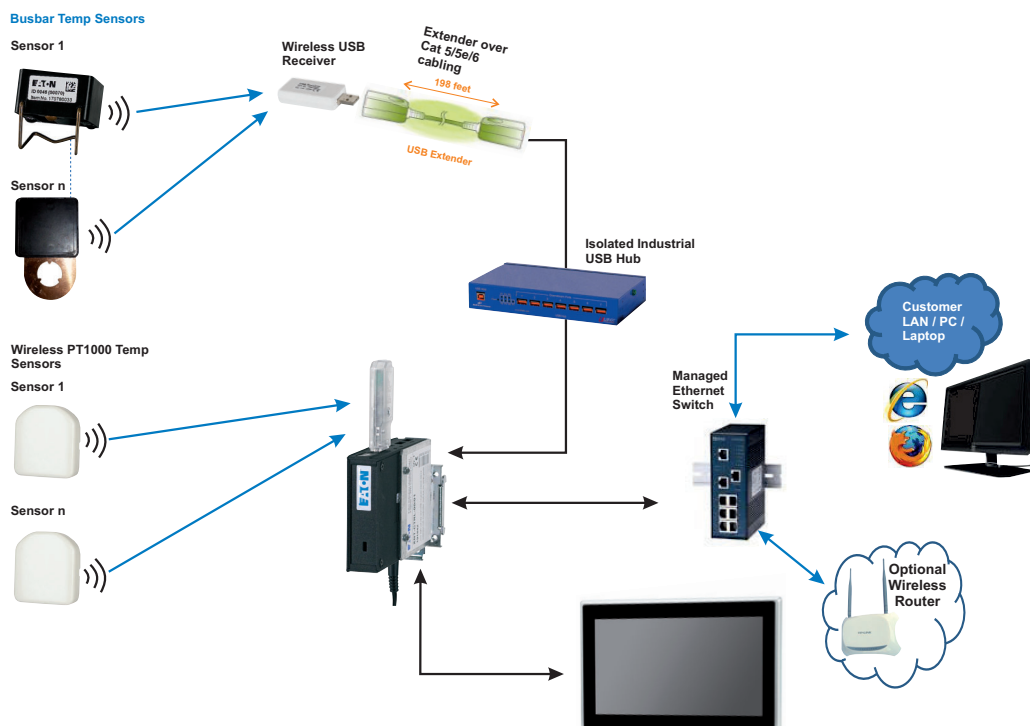 Busbar Temp Sensors
Sensor 1
EATON
Sensor n
Wireless USB
Receiver
Extender over
Cat 5/5e/6
cabling
198 feet
USB Extender
Isolated Industrial
USB Hub
Wireless PT1000 Temp
Sensors
Sensor 1
Sensor n
EATON
Managed
Ethernet
Switch
Customer
LAN / PC /
Laptop
Optional
Wireless
Router